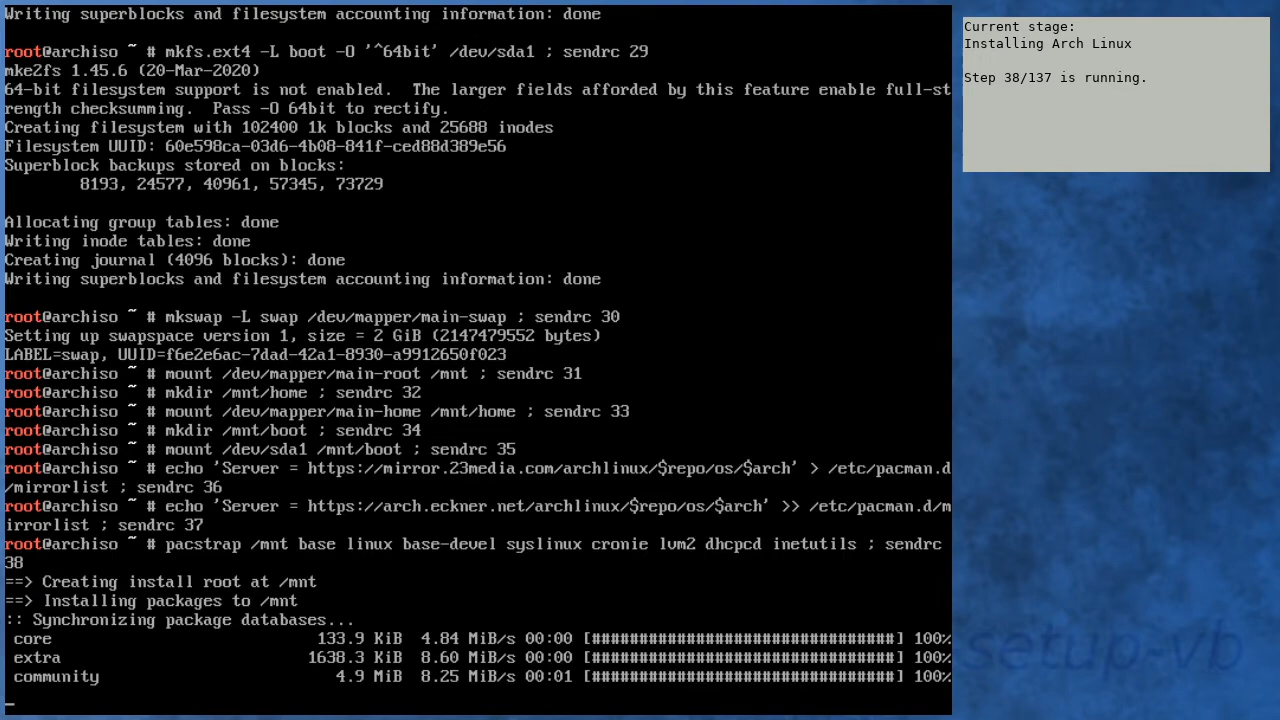 Writing superblocks and filesystem accounting information: done
root@archiso ~ # mkfs.ext4 -L boot -O '^64bit' /dev/sda1 ; sendrc 29
mke2fs 1.45.6 (20-Mar-2020)
64-bit filesystem support is not enabled.  The larger fields afforded by this feature enable full-st
rength checksumming.  Pass -O 64bit to rectify.
Creating filesystem with 102400 1k blocks and 25688 inodes
Filesystem UUID: 60e598ca-03d6-4b08-841f-ced88d389e56
Superblock backups stored on blocks:
        8193, 24577, 40961, 57345, 73729
Allocating group tables: done
Writing inode tables: done
Creating journal (4096 blocks): done
Writing superblocks and filesystem accounting information: done
root@archiso ~ # mkswap -L swap /dev/mapper/main-swap ; sendrc 30
Setting up swapspace version 1, size = 2 GiB (2147479552 bytes)
LABEL=swap, UUID=f6e2e6ac-7dad-42a1-8930-a9912650f023
root@archiso ~ # mount /dev/mapper/main-root /mnt ; sendrc 31
root@archiso ~ # mkdir /mnt/home ; sendrc 32
root@archiso ~ # mount /dev/mapper/main-home /mnt/home ; sendrc 33
root@archiso ~ # mkdir /mnt/boot ; sendrc 34
root@archiso ~ # mount /dev/sda1 /mnt/boot ; sendrc 35
root@archiso ~ # echo 'Server = https://mirror.23media.com/archlinux/$repo/os/$arch' > /etc/pacman.d
/mirrorlist ; sendrc 36
root@archiso ~ # echo 'Server = https://arch.eckner.net/archlinux/$repo/os/$arch' >> /etc/pacman.d/m
irrorlist ; sendrc 37
root@archiso ~ # pacstrap /mnt base linux base-devel syslinux cronie lvm2 dhcpcd inetutils ; sendrc
38
==> Creating install root at /mnt
==> Installing packages to /mnt
:: Synchronizing package databases...
 core                            133.9 KiB  4.84 MiB/s 00:00 [################################] 100%
 extra                          1638.3 KiB  8.60 MiB/s 00:00 [################################] 100%
 community                         4.9 MiB  8.25 MiB/s 00:01 [################################] 100%
_
Current stage:
Installing Arch Linux
Step 38/137 is running.
setup-vb